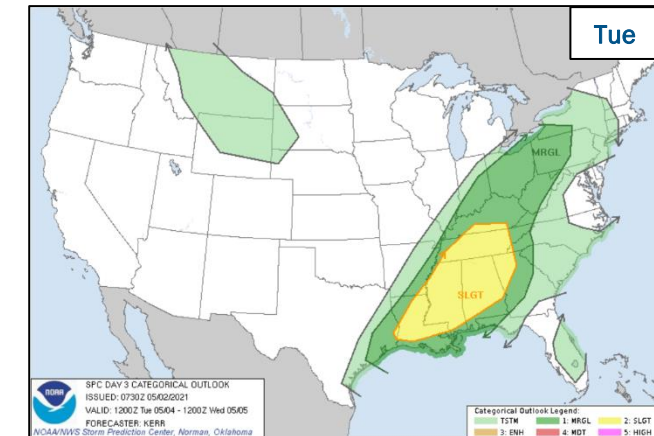 Tue
MRGL
SLGT
NOAA
SPC DAY 3 CATEGORICAL OUTLOOK
ISSUED: 0730Z 05/02/2021
VALID: 1200Z Tue 05/04 - 1200Z Wed 05/05
FORECASTER: KERR
NOAA/NWS Storm Prediction Center, Norman, Oklahoma
Categorical Outlook Legend:
TSTM 1: MRGL 2: SLGT
3: ENH 4: MDT 5: HIGH